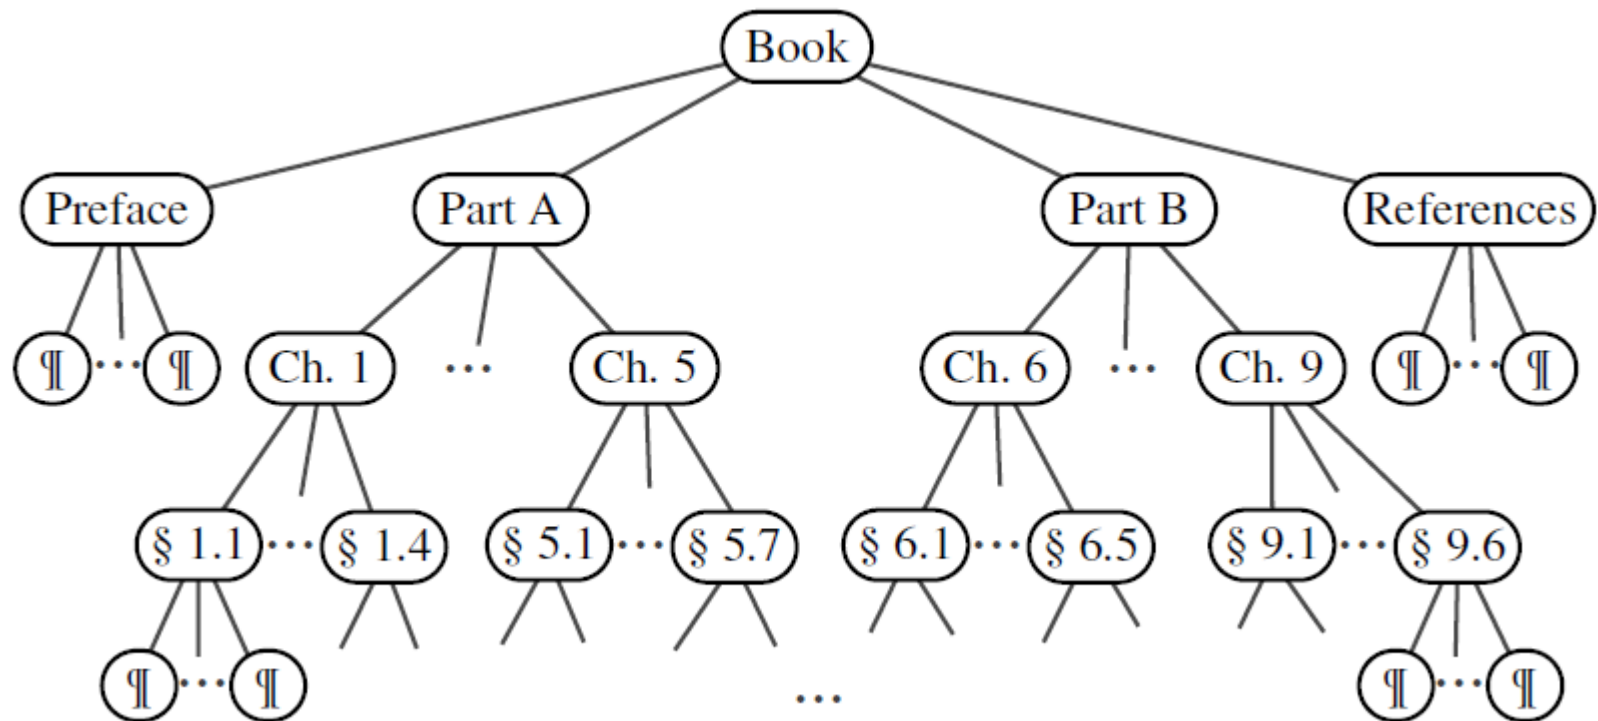 Book
Preface Part A Part B References
¶ ... ¶ Ch. 1 ... Ch. 5 Ch. 6 ... Ch. 9 ¶ ... ¶
§ 1.1 ... § 1.4 § 5.1 ... § 5.7 § 6.1 ... § 6.5 § 9.1 ... § 9.6
¶ ... ¶ ... ¶ ... ¶